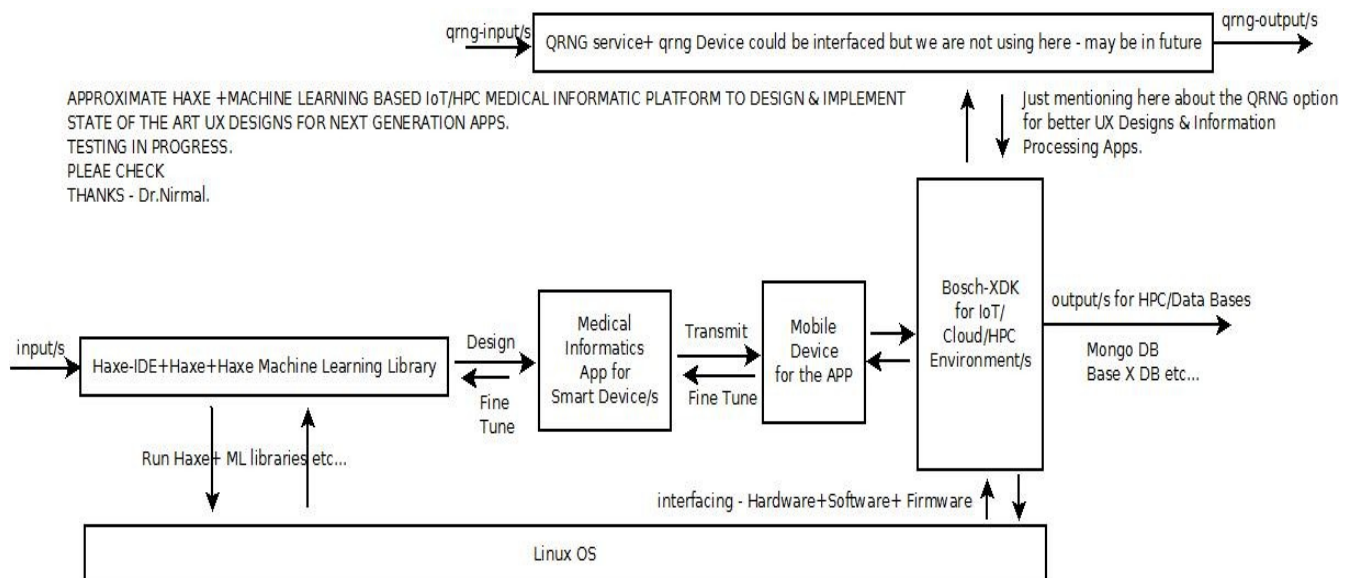 qrng-input/s
QRNG service+ qrng Device could be interfaced but we are not using here - may be in future
qrng-output/s
APPROXIMATE HAXE +MACHINE LEARNING BASED IoT/HPC MEDICAL INFORMATIC PLATFORM TO DESIGN & IMPLEMENT
STATE OF THE ART UX DESIGNS FOR NEXT GENERATION APPS.
TESTING IN PROGRESS.
PLEAE CHECK
THANKS - Dr.Nirmal.
Just mentioning here about the QRNG option
for better UX Designs & Information
Processing Apps.
input/s
Haxe-IDE+Haxe+Haxe Machine Learning Library
Design
Fine
Tune
Medical
Informatics
App for
Smart Device/s
Transmit
Fine Tune
Mobile
Device
for the APP
Bosch-XDK
for IoT/
Cloud/HPC
Environment/s
output/s for HPC/Data Bases
Mongo DB
Base X DB etc...
Run Haxe+ ML libraries etc...
interfacing - Hardware+Software+ Firmware
Linux OS